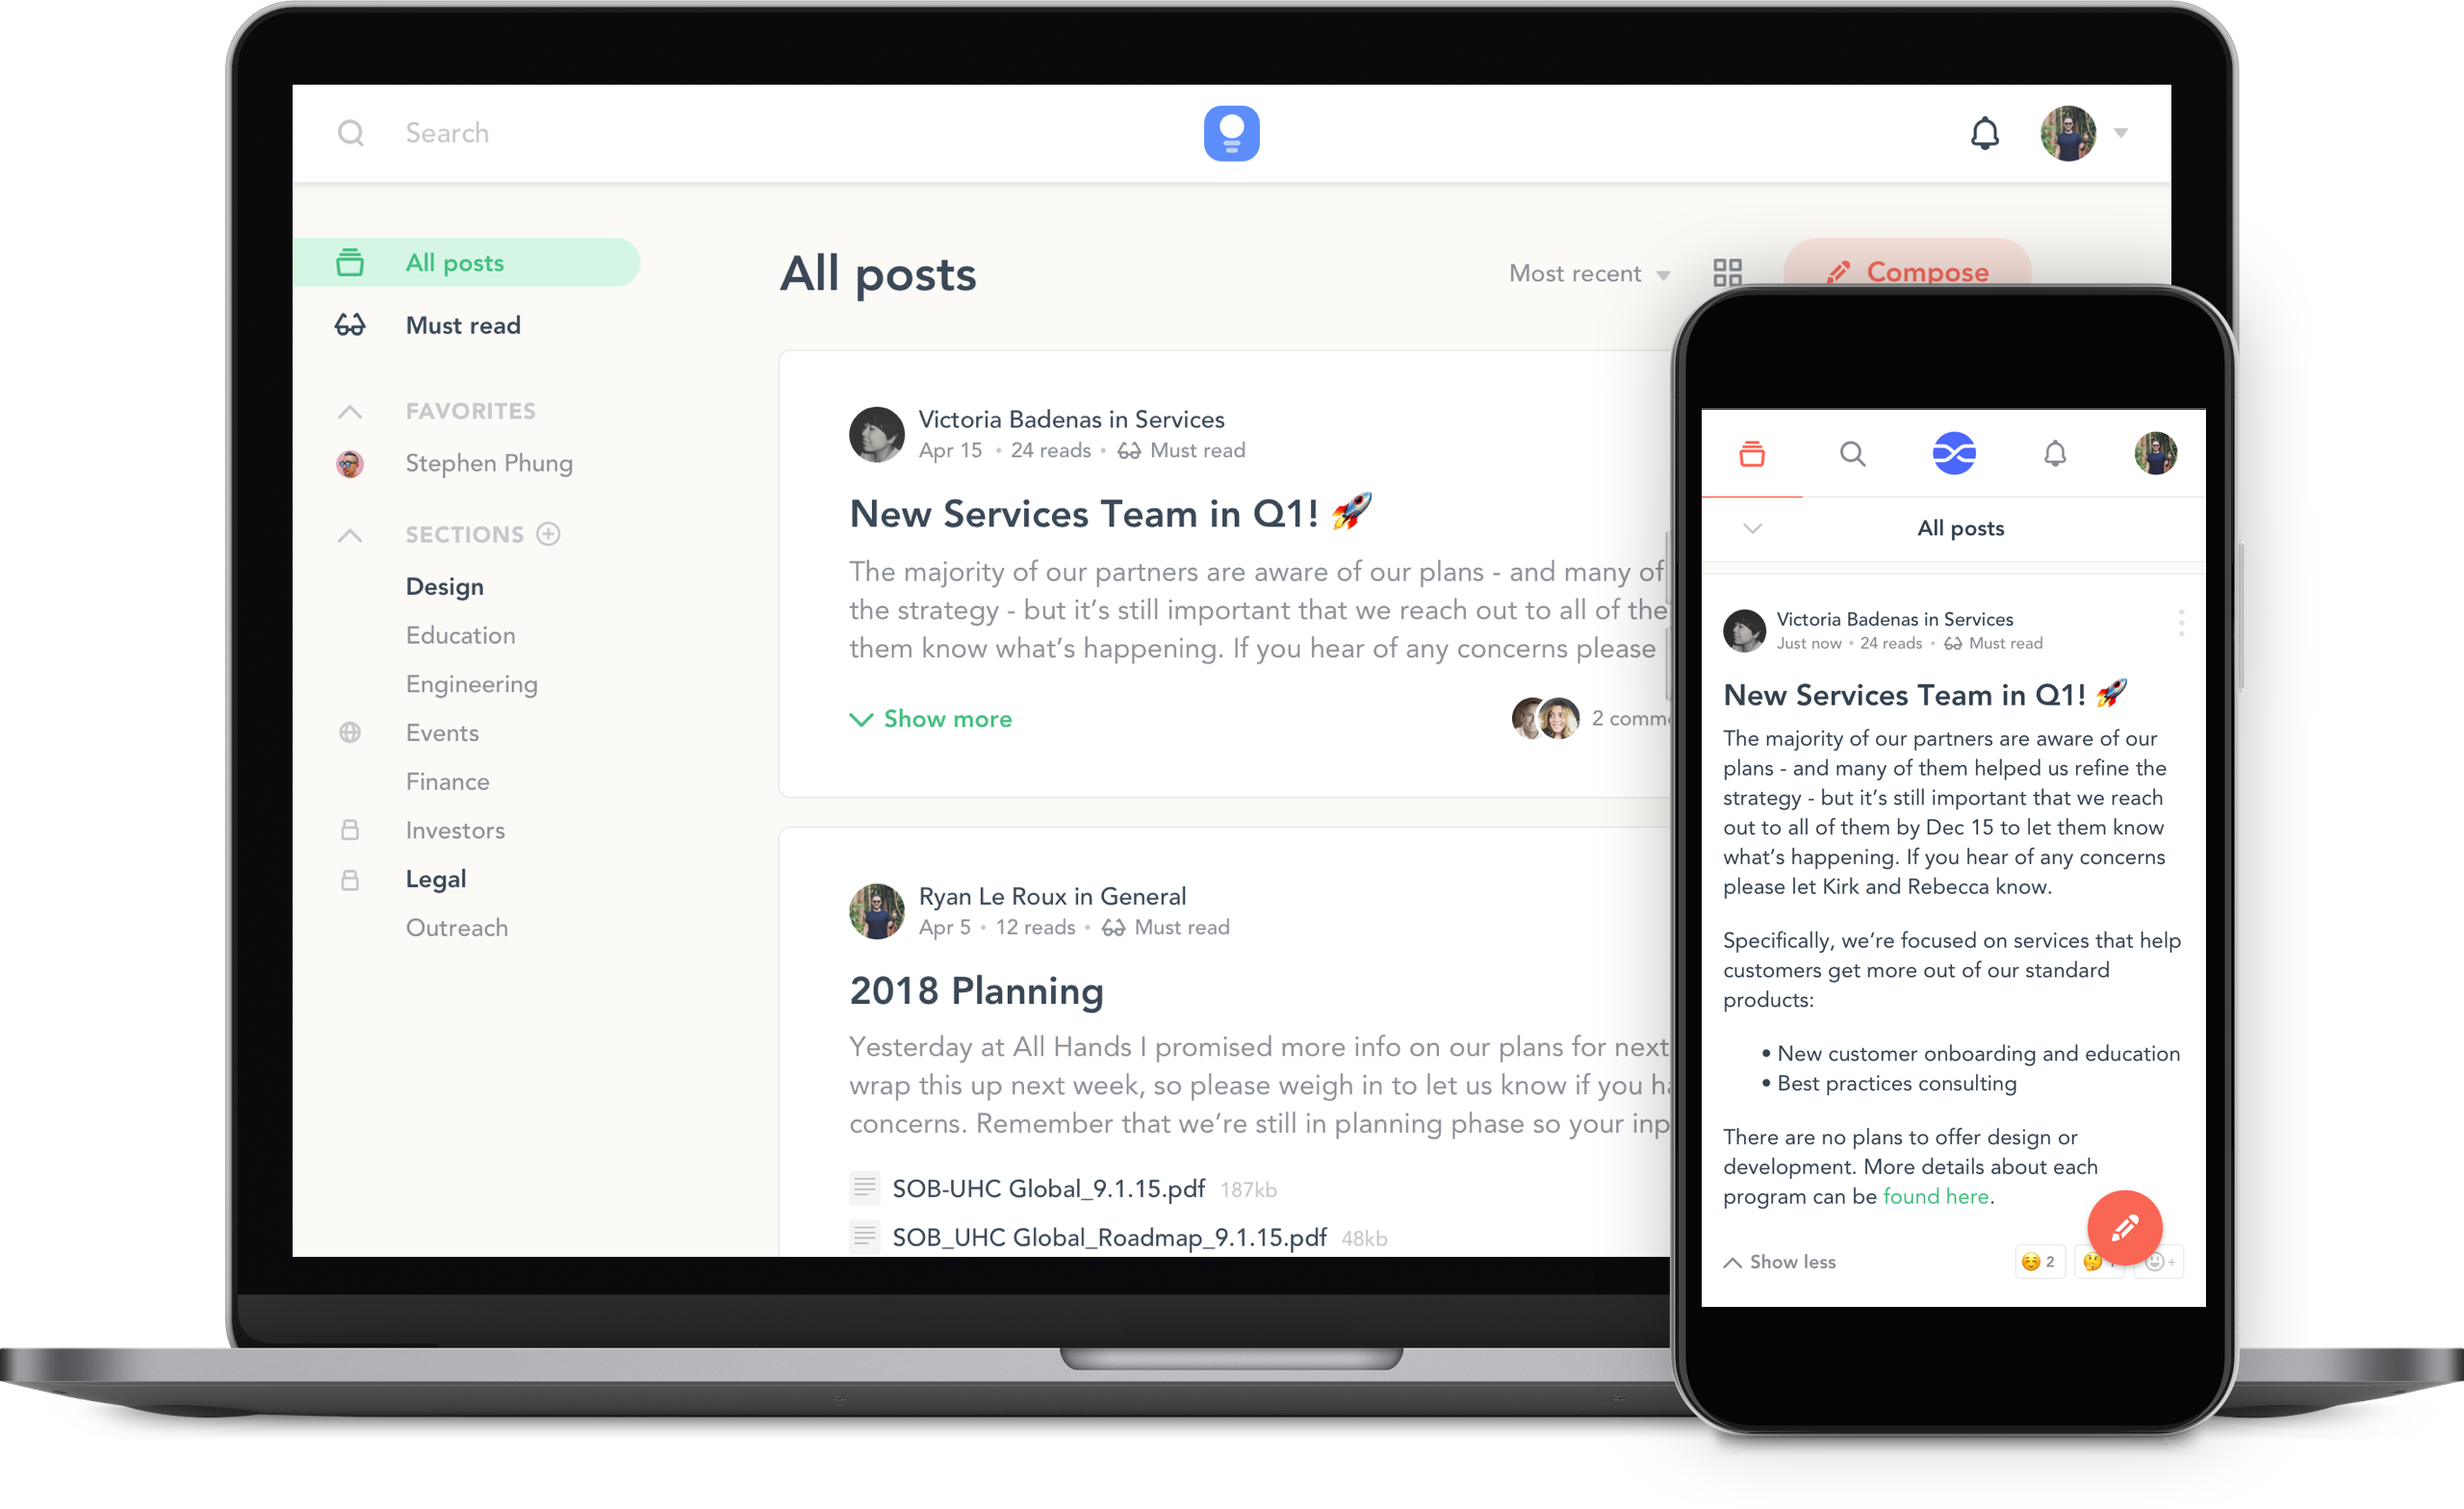 Search
All posts
Must read
FAVORITES
Stephen Phung
SECTIONS
Design
Education
Engineering
Events
Finance
Investors
Legal
Outreach
All posts
Most recent
Compose
Victoria Badenas in Services
Apr 15 • 24 reads • Must read
New Services Team in Q1! 🚀
The majority of our partners are aware of our plans - and many of
the strategy - but it’s still important that we reach out to all of the
them know what’s happening. If you hear of any concerns please
Show more
2
Ryan Le Roux in General
Apr 5 • 12 reads • Must read
2018 Planning
Yesterday at All Hands I promised more info on our plans for next
wrap this up next week, so please weigh in to let us know if you
concerns. Remember that we’re still in planning phase so your
SOB-UHC Global_9.1.15.pdf 187kb
SOB_UHC Global_Roadmap_9.1.15.pdf 48kb
All posts
Victoria Badenas in Services
Just now • 24 reads • Must read
New Services Team in Q1! 🚀
The majority of our partners are aware of our
plans - and many of them helped us refine the
strategy - but it’s still important that we reach
out to all of them by Dec 15 to let them know
what’s happening. If you hear of any concerns
please let Kirk and Rebecca know.
Specifically, we’re focused on services that help
customers get more out of our standard
products:
• New customer onboarding and education
• Best practices consulting
There are no plans to offer design or
development. More details about each
program can be found here.
Show less
☺️ 2